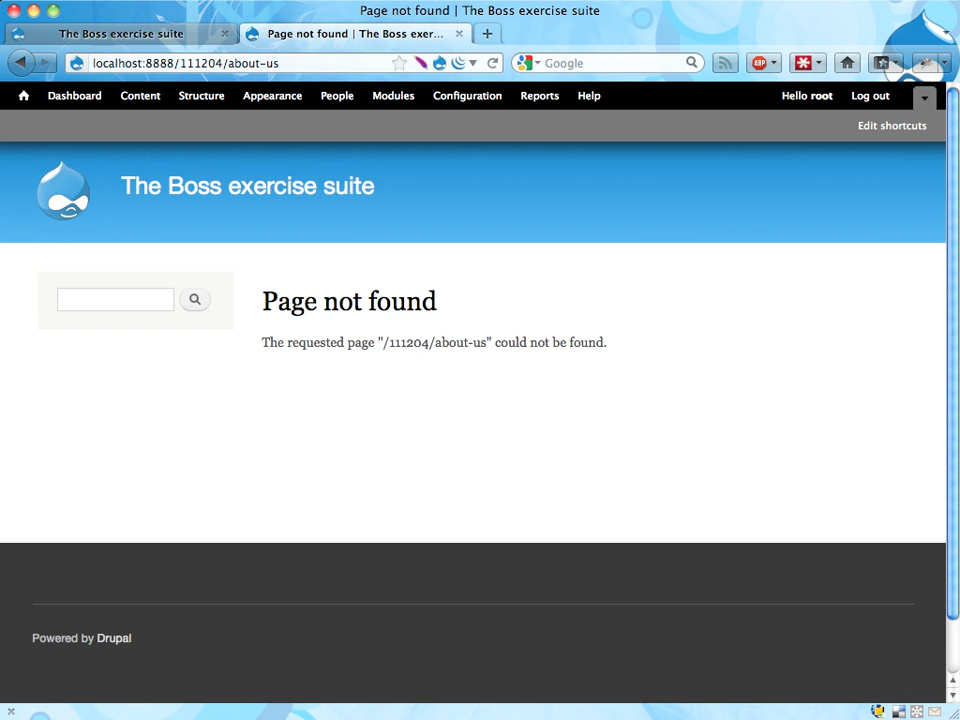 Page not found | The Boss exercise suite
The Boss exercise suite
Page not found | The Boss exer...
localhost:8888/111204/about-us
Google
ABP
Dashboard Content Structure Appearance People Modules Configuration Reports Help Hello root Log out
Edit shortcuts
The Boss exercise suite
Page not found
The requested page "/111204/about-us" could not be found.
Powered by Drupal